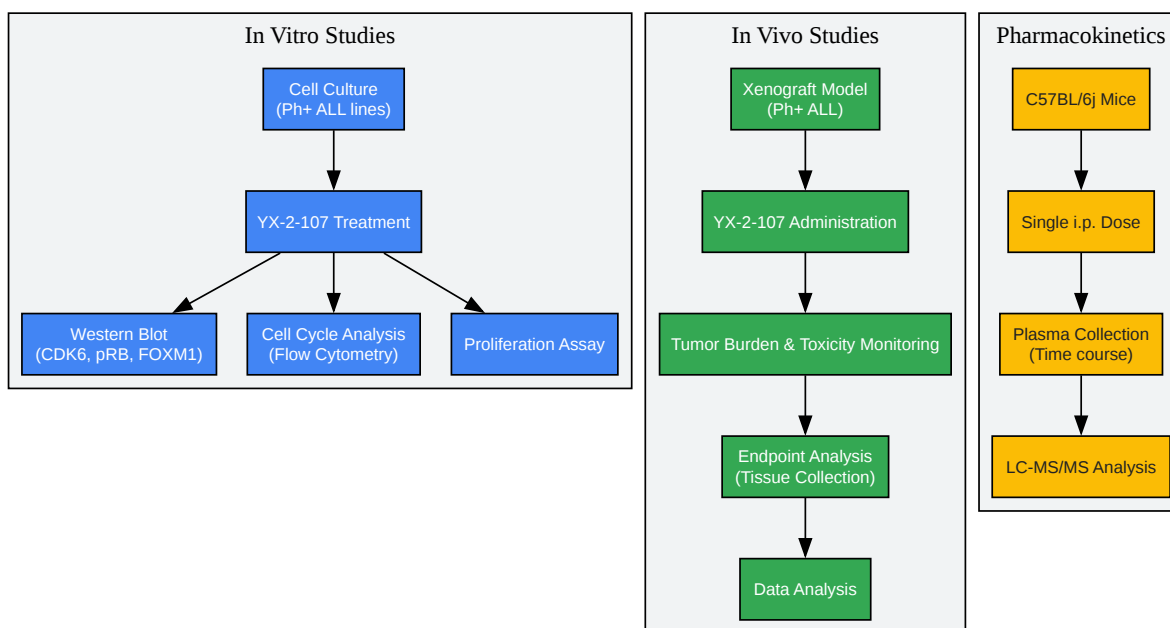 In Vitro Studies
Cell Culture
(Ph+ ALL lines)
YX-2-107 Treatment
Western Blot
(CDK6, pRB, FOXM1)
Cell Cycle Analysis
(Flow Cytometry)
Proliferation Assay
In Vivo Studies
Xenograft Model
(Ph+ ALL)
YX-2-107 Administration
Tumor Burden & Toxicity Monitoring
Endpoint Analysis
(Tissue Collection)
Data Analysis
Pharmacokinetics
C57BL/6j Mice
Single i.p. Dose
Plasma Collection
(Time course)
LC-MS/MS Analysis